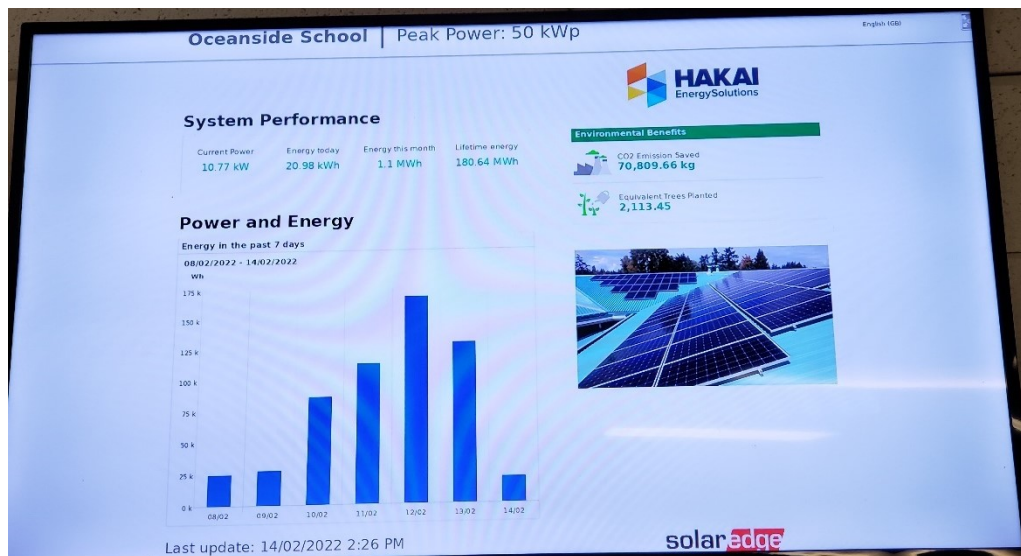 Oceanside School | Peak Power: 50 kWp
English (GB)
HAKAI
EnergySolutions
System Performance
Current Power
10.77 kW
Energy today
20.98 kWh
Energy this month
1.1 MWh
Lifetime energy
180.64 MWh
Environmental Benefits
CO2 Emission Saved
70,809.66 kg
Equivalent Trees Planted
2,113.45
Power and Energy
Energy in the past 7 days
08/02/2022 - 14/02/2022
Wh
175 k
150 k
125 k
100 k
75 k
50 k
25 k
0 k
08/02 09/02 10/02 11/02 12/02 13/02 14/02
Last update: 14/02/2022 2:26 PM
solaredge